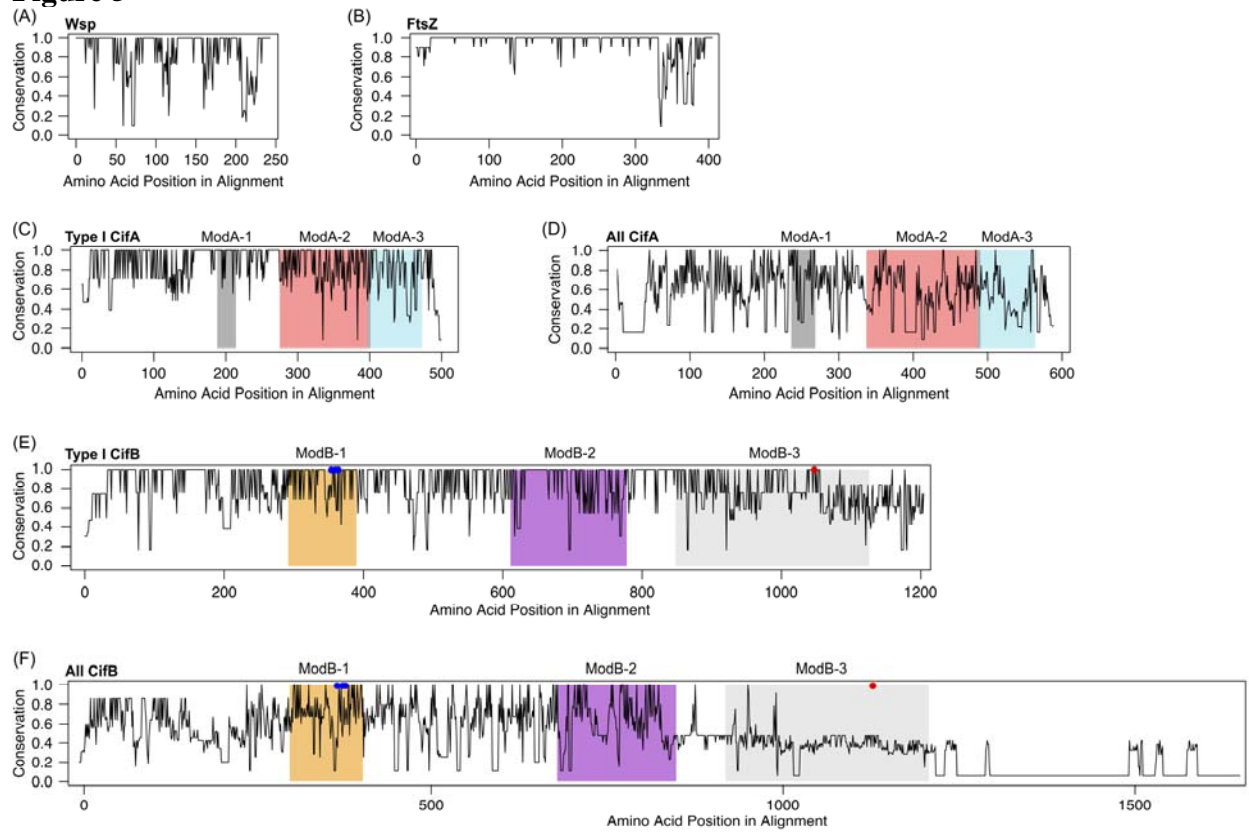 (A) Wsp
(B) FtsZ
1.0
0.8
0.6
0.4
0.2
0.0
Conservation
0 50 100 150 200 250
Amino Acid Position in Alignment
1.0
0.8
0.6
0.4
0.2
0.0
Conservation
0 100 200 300 400
Amino Acid Position in Alignment
(C) Type I CifA ModA-1 ModA-2 ModA-3
1.0
0.8
0.6
0.4
0.2
0.0
Conservation
0 100 200 300 400 500
Amino Acid Position in Alignment
(D) All CifA ModA-1 ModA-2 ModA-3
1.0
0.8
0.6
0.4
0.2
0.0
Conservation
0 100 200 300 400 500 600
Amino Acid Position in Alignment
(E) Type I CifB ModB-1 ModB-2 ModB-3
1.0
0.8
0.6
0.4
0.2
0.0
Conservation
0 200 400 600 800 1000 1200
Amino Acid Position in Alignment
(F) All CifB ModB-1 ModB-2 ModB-3
1.0
0.8
0.6
0.4
0.2
0.0
Conservation
0 500 1000 1500
Amino Acid Position in Alignment